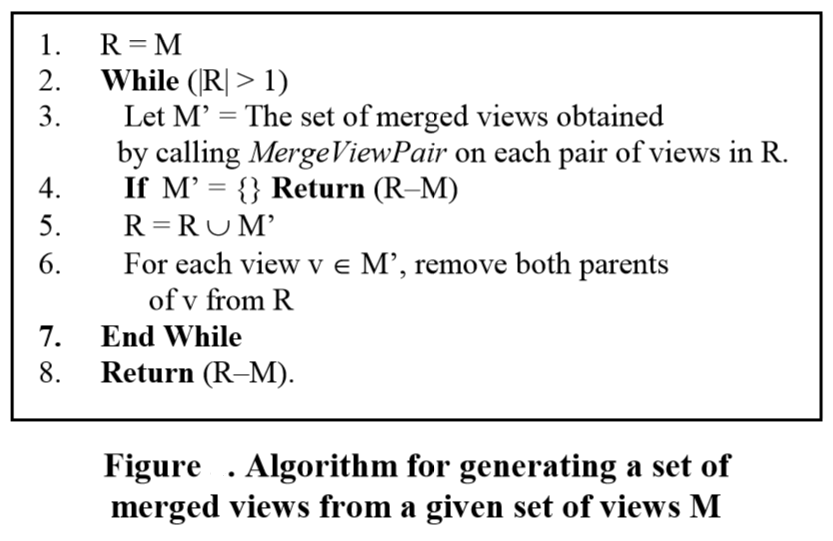 1. R = M
2. While (|R| > 1)
3. Let M’ = The set of merged views obtained
by calling MergeViewPair on each pair of views in R.
4. If M’ = {} Return (R–M)
5. R = R ∪ M’
6. For each view v ∈ M’, remove both parents
of v from R
7. End While
8. Return (R–M).
Figure . Algorithm for generating a set of
merged views from a given set of views M